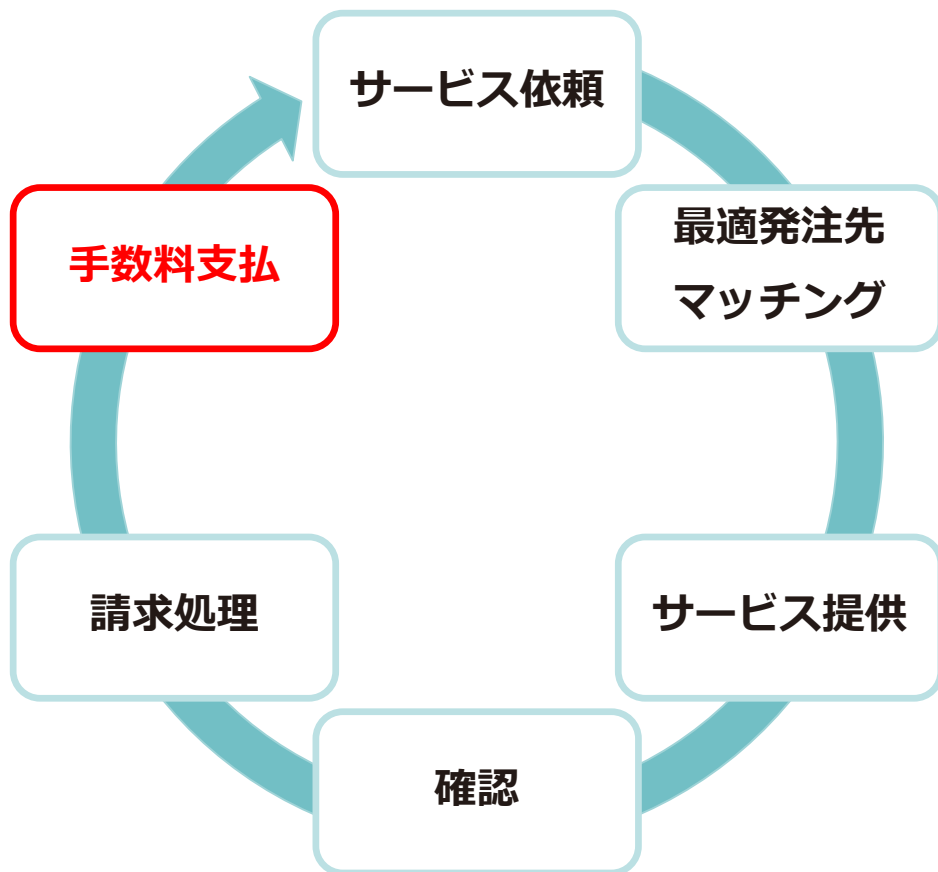 サービス依頼
最適発注先
マッチング
サービス提供
確認
請求処理
手数料支払